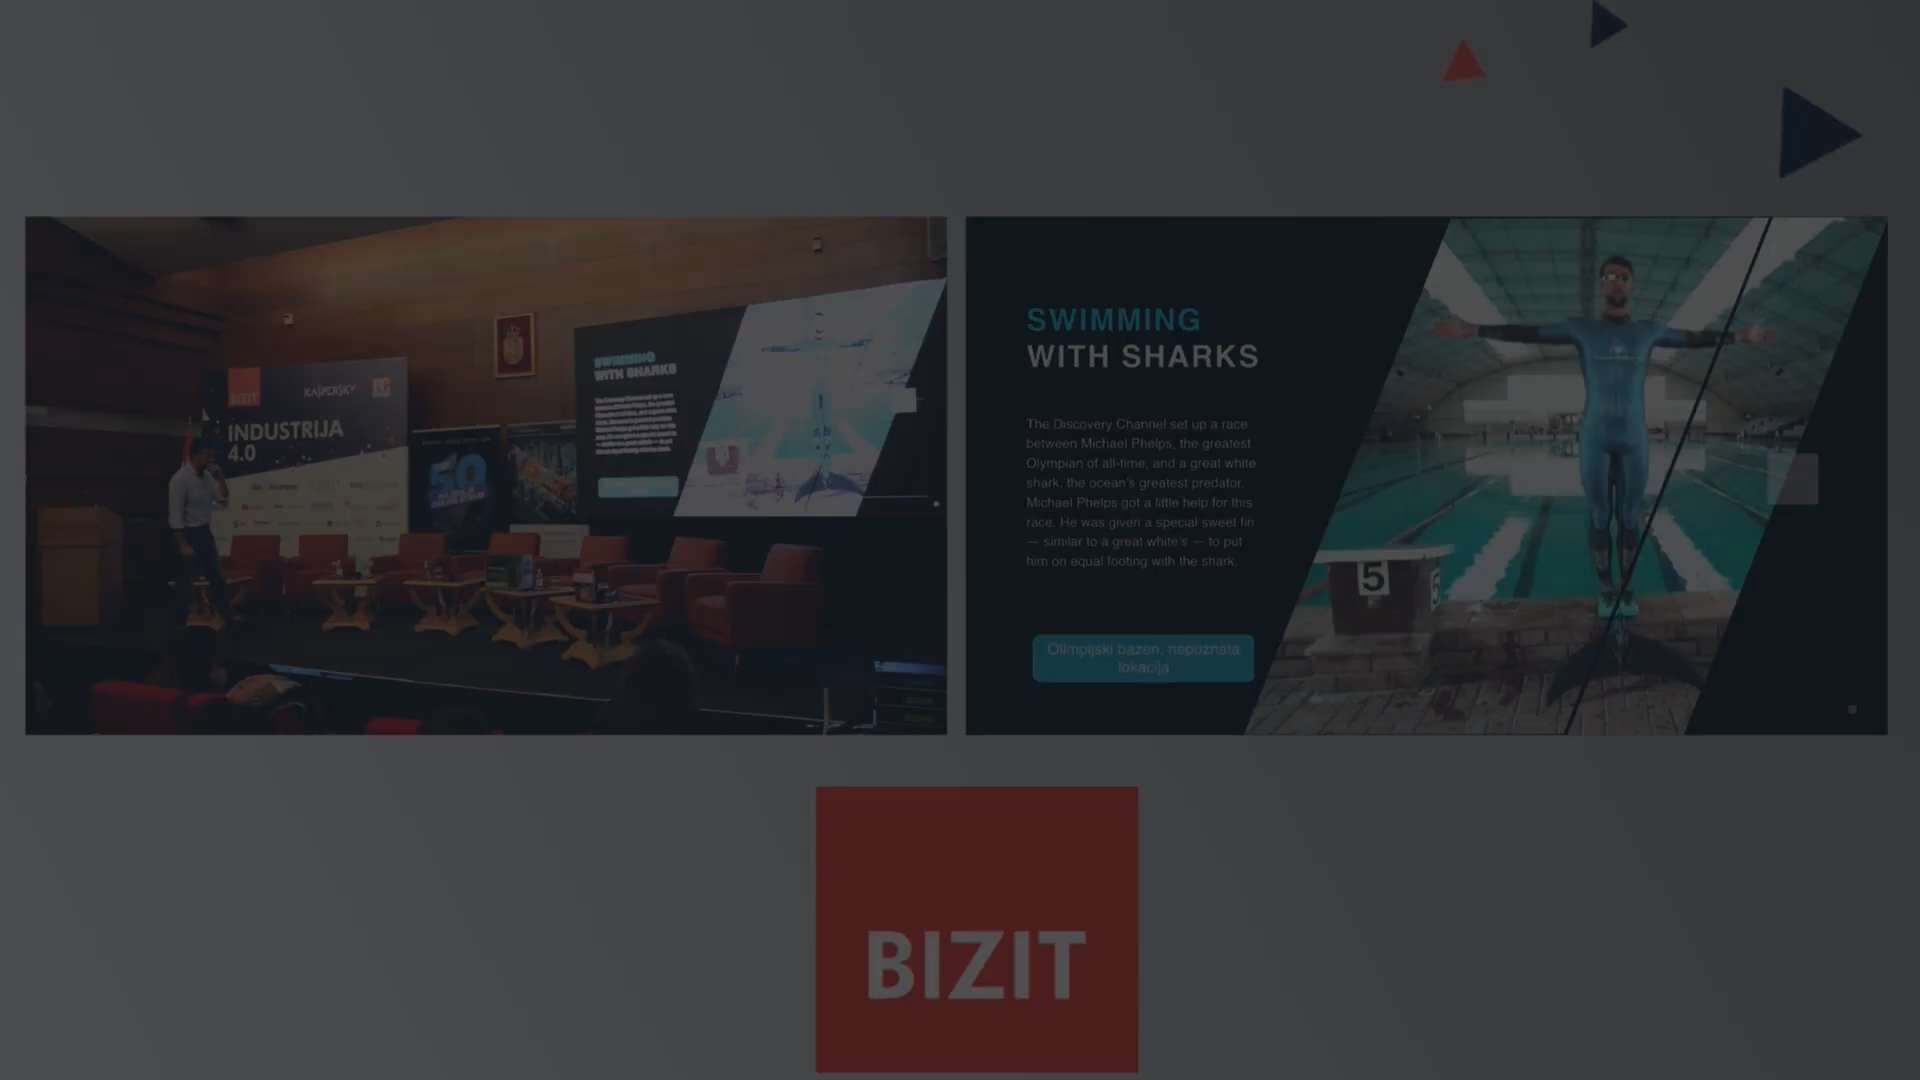 BIZIT
KASPERSKY
INDUSTRIJA
4.0
50
SWIMMING
WITH SHARKS
SWIMMING
WITH SHARKS
The Discovery Channel set up a race
between Michael Phelps, the greatest
Olympian of all-time, and a great white
shark, the ocean's greatest predator.
Michael Phelps got a little help for this
race. He was given a special sweet fin
— similar to a great white's — to put
him on equal footing with the shark.
Olimpijski bazen, nepoznata
lokacija
5
BIZIT